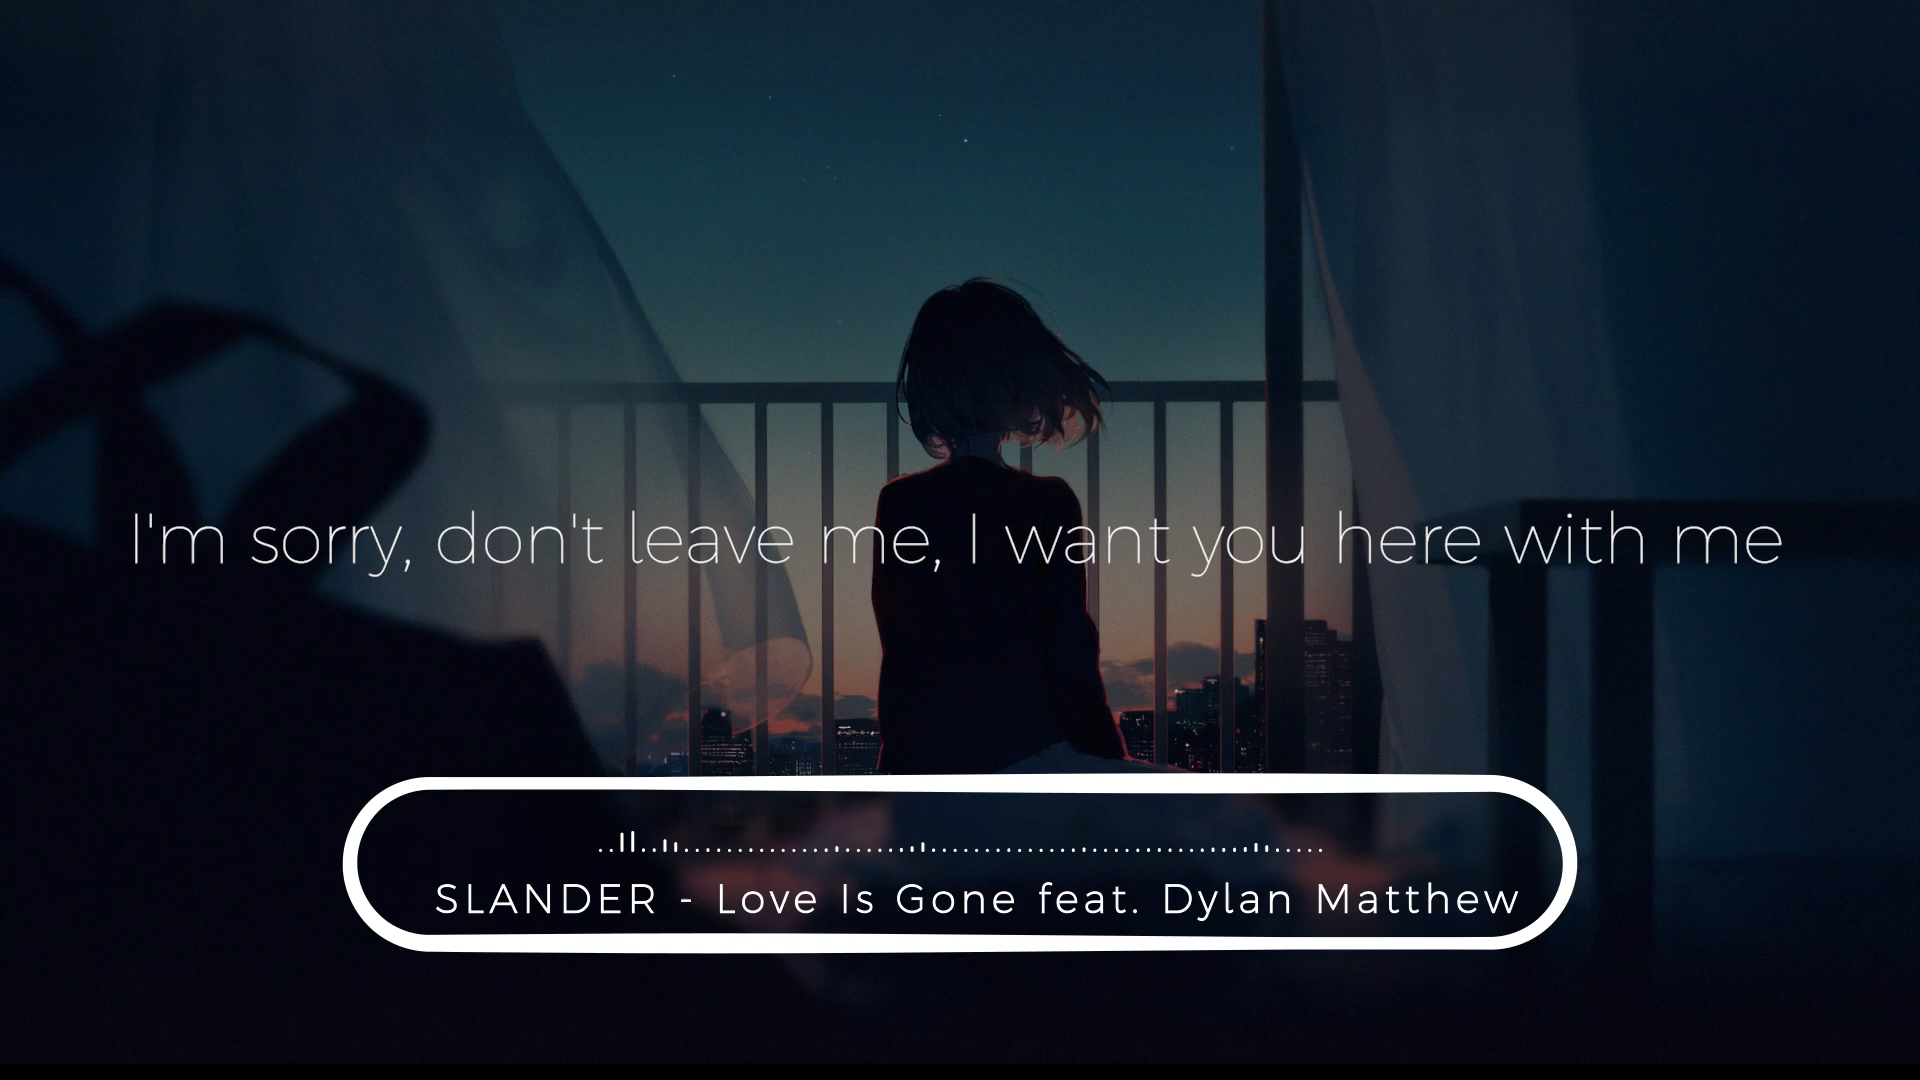 I'm sorry, don't leave me, I want you here with me
SLANDER - Love Is Gone feat. Dylan Matthew